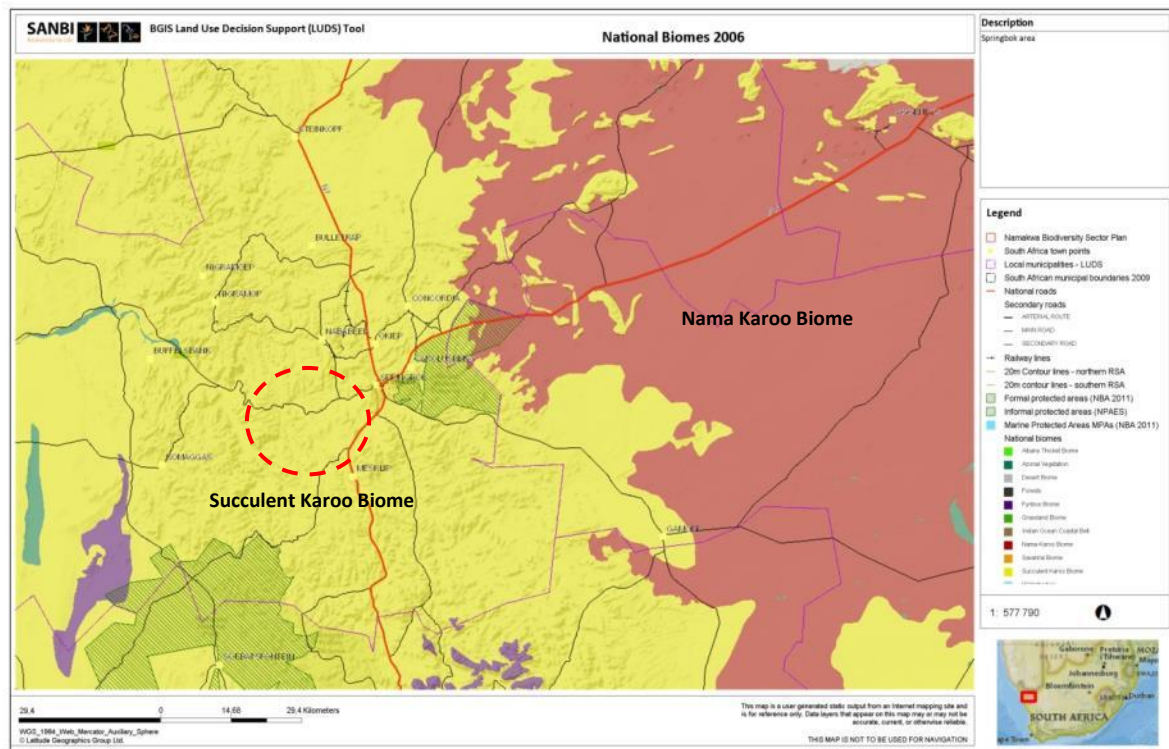 SANBI
BGIS Land Use Decision Support (LUDS) Tool
National Biomes 2006
Description
Springbok area
STEINKOPF
BULLETRAP
CONCORDIA
OKIEP
BUFFELSBANK
KOMAGGAS
MESKLIP
GAMOEP
Nama Karoo Biome
Succulent Karoo Biome
Legend
Namakwa Biodiversity Sector Plan
South Africa town points
Local municipalities - LUDS
South African municipal boundaries 2009
National roads
Secondary roads
ARTERIAL ROUTE
MAIN ROAD
SECONDARY ROAD
Railway lines
20m Contour lines - northern RSA
20m contour lines - southern RSA
Formal protected areas (NBA 2011)
Informal protected areas (NPAES)
Marine Protected Areas MPAs (NBA 2011)
National biomes
Albany Thicket Biome
Azonal Vegetation
Desert Biome
Forests
Fynbos Biome
Grassland Biome
Indian Ocean Coastal Belt
Nama-Karoo Biome
Savanna Biome
Succulent Karoo Biome
1: 577 790
Gaborone
Pretoria
(Tshwane)
Johannesburg
Bloemfontein
Durban
SOUTH AFRICA
29,4 0 14,68 29,4 Kilometers
WGS_1984_Web_Mercator_Auxiliary_Sphere
© Latitude Geographics Group Ltd.
This map is a user generated static output from an Internet mapping site and
is for reference only. Data layers that appear on this map may or may not be
accurate, current, or otherwise reliable.
THIS MAP IS NOT TO BE USED FOR NAVIGATION